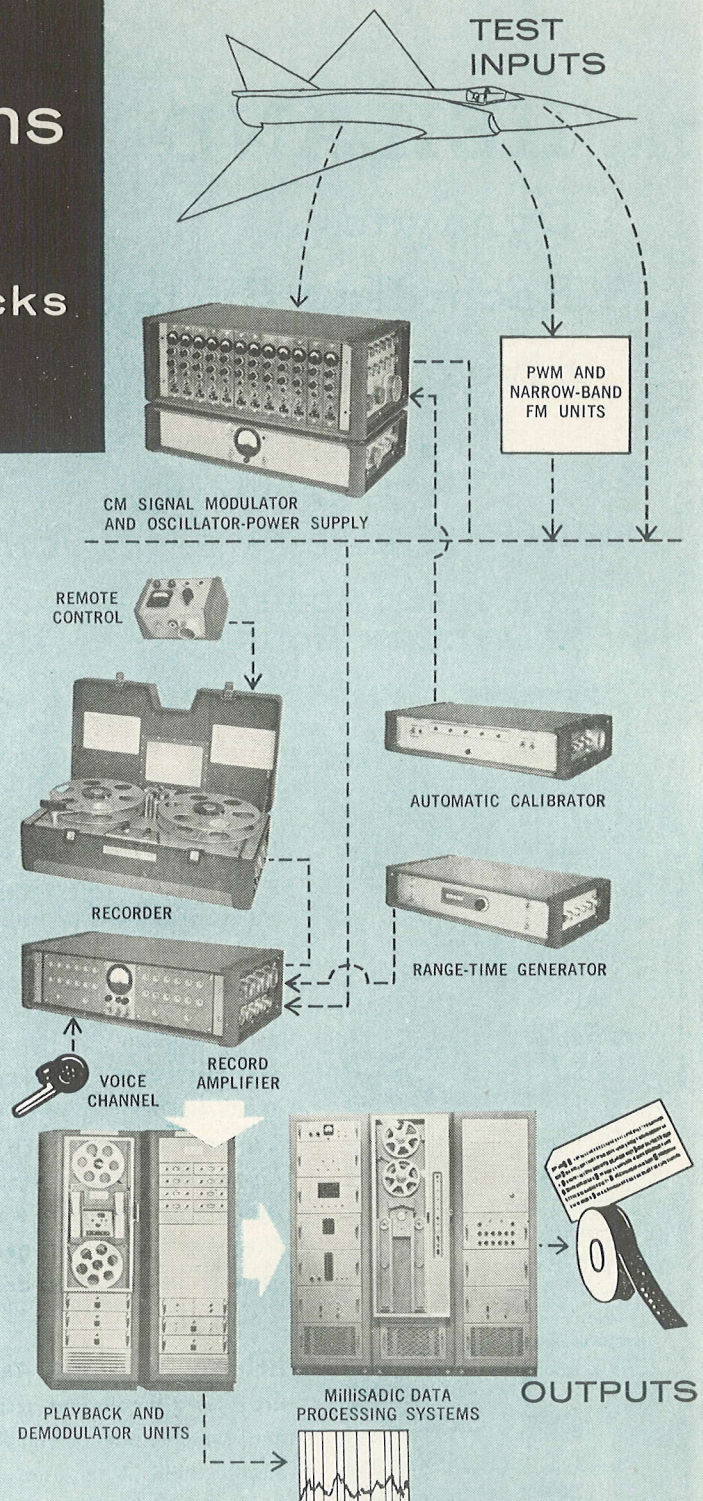 ns
cks
TEST
INPUTS
PWM AND
NARROW-BAND
FM UNITS
CM SIGNAL MODULATOR
AND OSCILLATOR-POWER SUPPLY
REMOTE
CONTROL
AUTOMATIC CALIBRATOR
RECORDER
RANGE-TIME GENERATOR
VOICE
CHANNEL
RECORD
AMPLIFIER
PLAYBACK AND
DEMODULATOR UNITS
MilliSADIC DATA
PROCESSING SYSTEMS
OUTPUTS